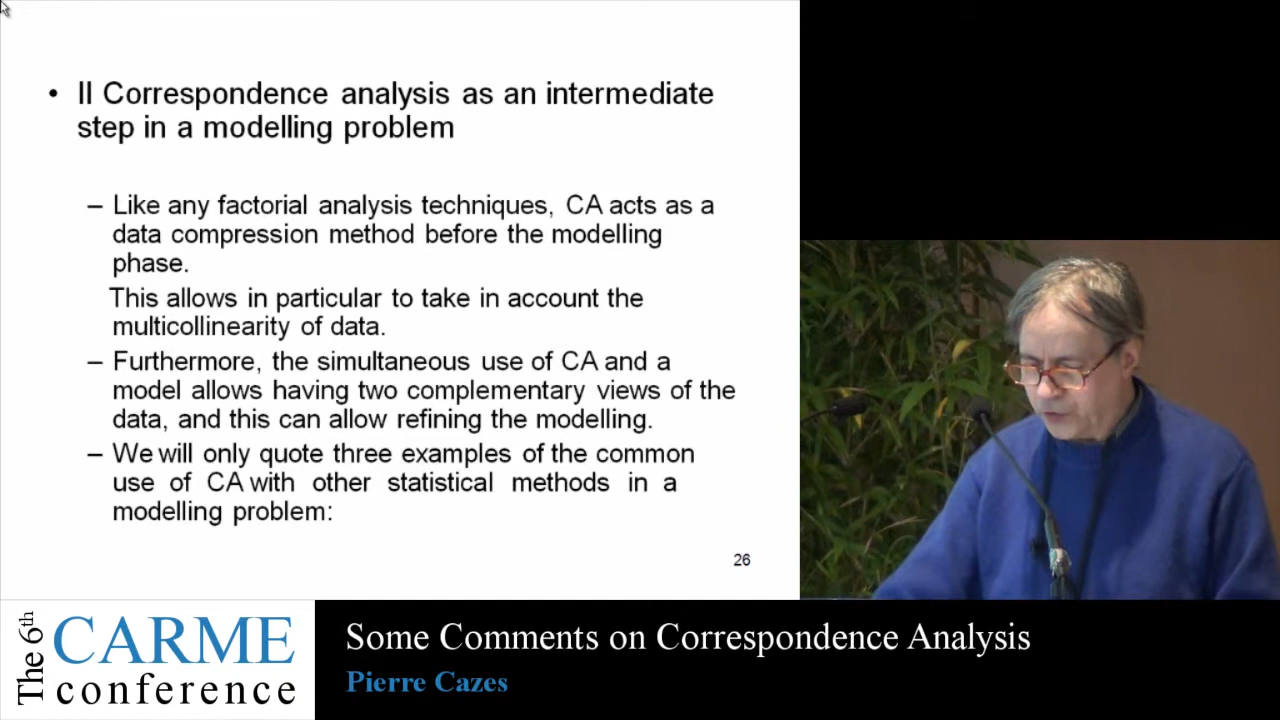 • II Correspondence analysis as an intermediate
step in a modelling problem
– Like any factorial analysis techniques, CA acts as a
data compression method before the modelling
phase.
This allows in particular to take in account the
multicollinearity of data.
– Furthermore, the simultaneous use of CA and a
model allows having two complementary views of the
data, and this can allow refining the modelling.
– We will only quote three examples of the common
use of CA with other statistical methods in a
modelling problem:
26
The 6th
CARME
conference
Some Comments on Correspondence Analysis
Pierre Cazes